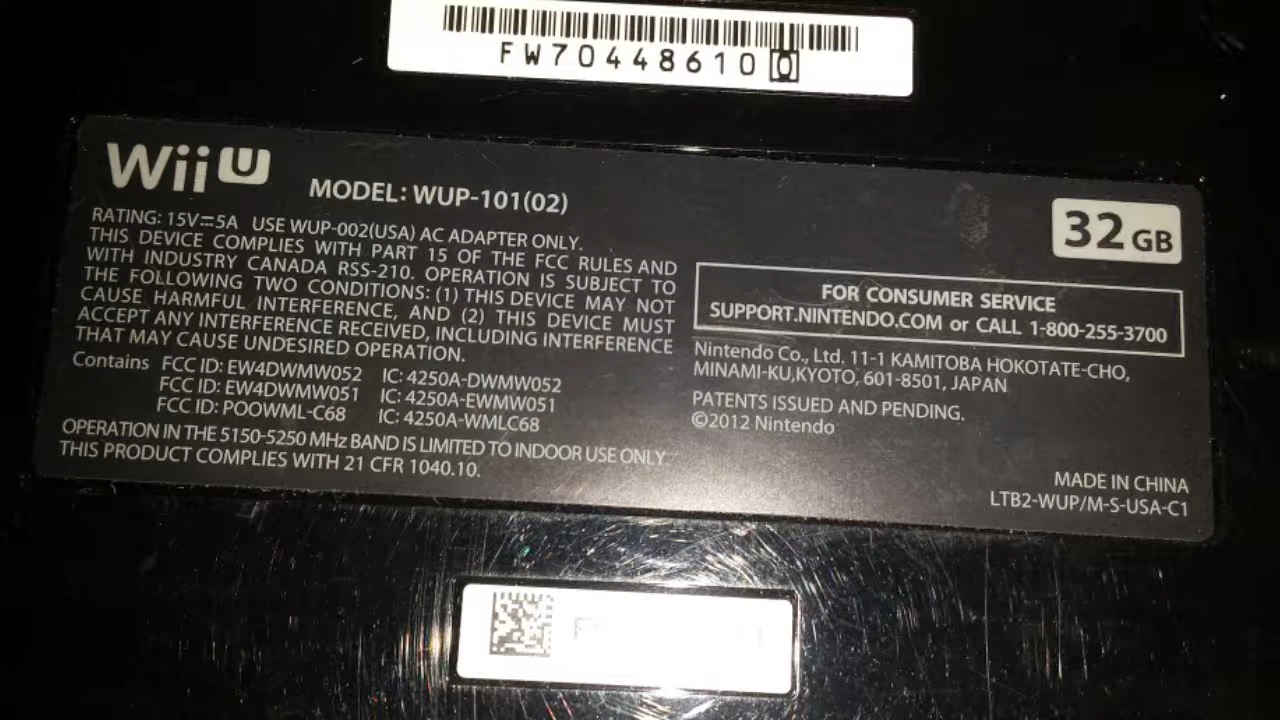 FW704486100
Wii U
MODEL: WUP-101(02)
32 GB
RATING: 15V⎓5A USE WUP-002(USA) AC ADAPTER ONLY.
THIS DEVICE COMPLIES WITH PART 15 OF THE FCC RULES AND
WITH INDUSTRY CANADA RSS-210. OPERATION IS SUBJECT TO
THE FOLLOWING TWO CONDITIONS: (1) THIS DEVICE MAY NOT
CAUSE HARMFUL INTERFERENCE, AND (2) THIS DEVICE MUST
ACCEPT ANY INTERFERENCE RECEIVED, INCLUDING INTERFERENCE
THAT MAY CAUSE UNDESIRED OPERATION.
Contains FCC ID: EW4DWMW052 IC: 4250A-DWMW052
FCC ID: EW4DWMW051 IC: 4250A-EWMW051
FCC ID: POOWML-C68 IC: 4250A-WMLC68
OPERATION IN THE 5150-5250 MHz BAND IS LIMITED TO INDOOR USE ONLY
THIS PRODUCT COMPLIES WITH 21 CFR 1040.10.
FOR CONSUMER SERVICE
SUPPORT.NINTENDO.COM or CALL 1-800-255-3700
Nintendo Co., Ltd. 11-1 KAMITOBA HOKOTATE-CHO,
MINAMI-KU,KYOTO, 601-8501, JAPAN
PATENTS ISSUED AND PENDING.
©2012 Nintendo
MADE IN CHINA
LTB2-WUP/M-S-USA-C1